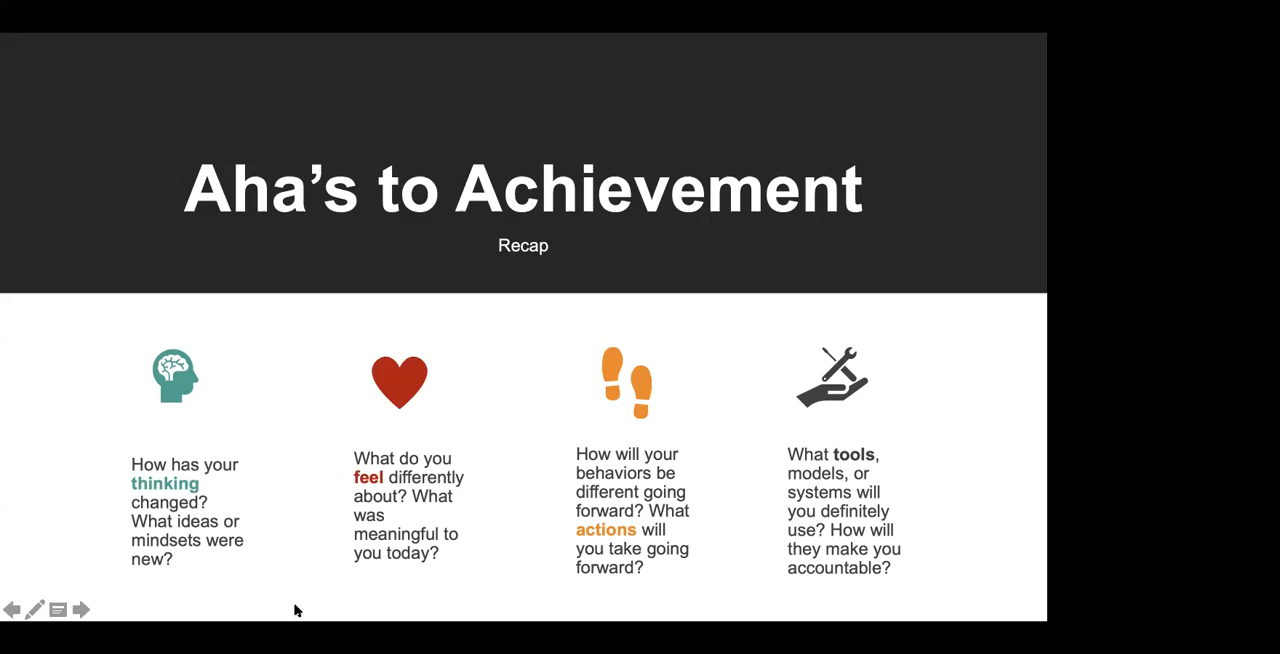 Aha’s to Achievement
Recap
How has your
thinking
changed?
What ideas or
mindsets were
new?
What do you
feel differently
about? What
was
meaningful to
you today?
How will your
behaviors be
different going
forward? What
actions will
you take going
forward?
What tools,
models, or
systems will
you definitely
use? How will
they make you
accountable?